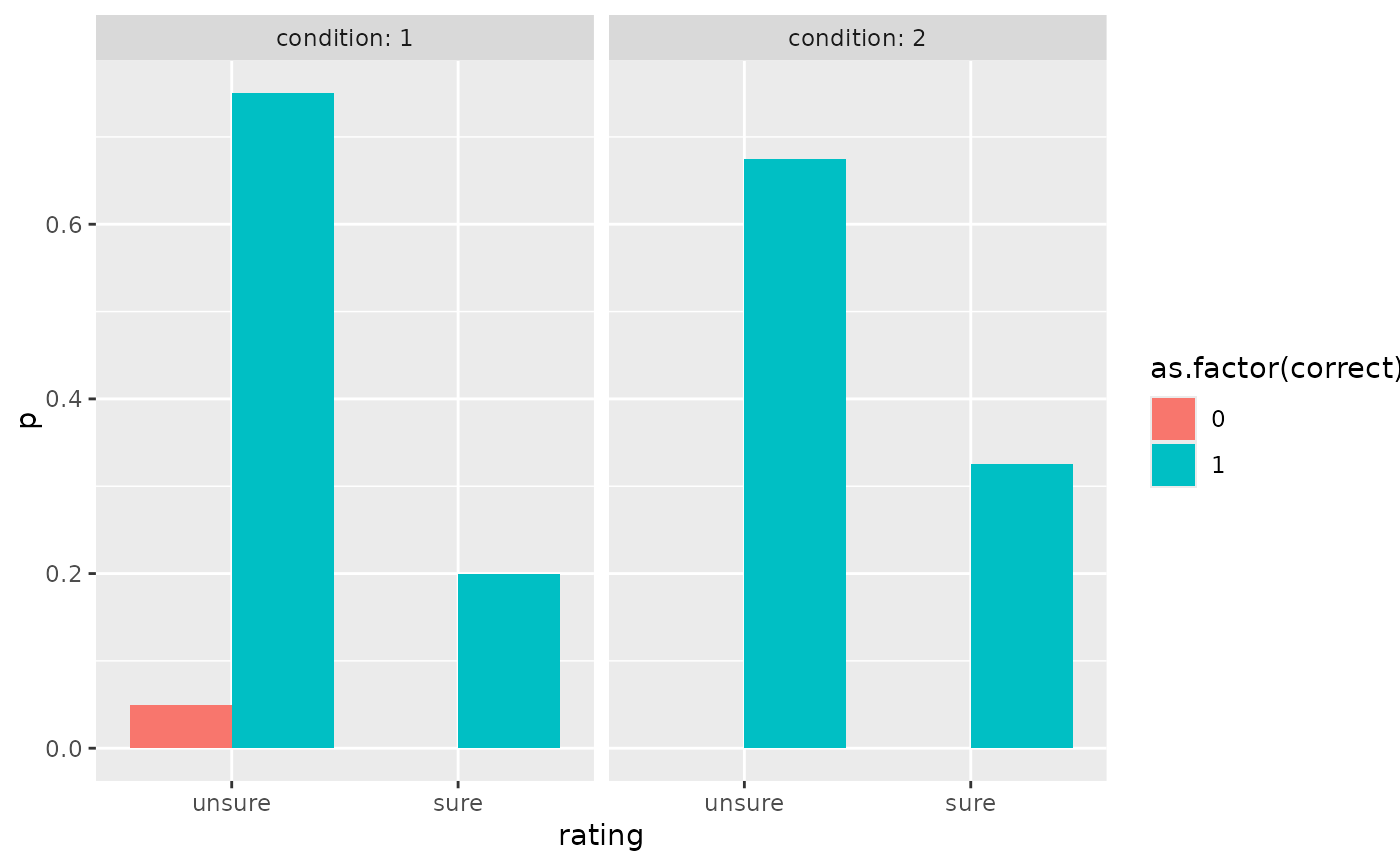 condition: 1
condition: 2
0.6
0.4
0.2
0.0
p
unsure
sure
unsure
sure
rating
as.factor(correct)
0
1